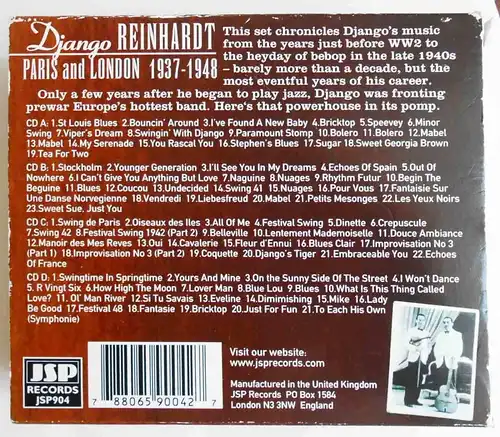 Django REINHARDT
PARIS and LONDON 1937-1948
This set chronicles Django's music
from the years just before WW2 to
the heyday of bebop in the late 1940s
– barely more than a decade, but the
most eventful years of his career.
Only a few years after he began to play jazz, Django was fronting
prewar Europe's hottest band. Here's that powerhouse in its pomp.
CD A: 1.St Louis Blues 2.Bouncin' Around 3.I've Found A New Baby 4.Bricktop 5.Speevey 6.Minor
Swing 7.Viper's Dream 8.Swingin' With Django 9.Paramount Stomp 10.Bolero 11.Bolero 12.Mabel
13.Mabel 14.My Serenade 15.You Rascal You 16.Stephen's Blues 17.Sugar 18.Sweet Georgia Brown
19.Tea For Two
CD B: 1.Stockholm 2.Younger Generation 3.I'll See You In My Dreams 4.Echoes Of Spain 5.Out Of
Nowhere 6.I Can't Give You Anything But Love 7.Naguine 8.Nuages 9.Rhythm Futur 10.Begin The
Beguine 11.Blues 12.Coucou 13.Undecided 14.Swing 41 15.Nuages 16.Pour Vous 17.Fantaisie Sur
Une Danse Norvegienne 18.Vendredi 19.Liebesfreud 20.Mabel 21.Petits Mesonges 22.Les Yeux Noirs
23.Sweet Sue, Just You
CD C: 1.Swing de Paris 2.Oiseaux des Iles 3.All Of Me 4.Festival Swing 5.Dinette 6.Crepuscule
7.Swing 42 8.Festival Swing 1942 (Part 2) 9.Belleville 10.Lentement Mademoiselle 11.Douce Ambiance
12.Manoir des Mes Reves 13.Oui 14.Cavalerie 15.Fleur d'Ennui 16.Blues Clair 17.Improvisation No 3
(Part 1) 18.Improvisation No 3 (Part 2) 19.Coquette 20.Django's Tiger 21.Embraceable You 22.Echoes
Of France
CD D: 1.Swingtime In Springtime 2.Yours And Mine 3.On the Sunny Side Of The Street 4.I Won't Dance
5.R Vingt Six 6.How High The Moon 7.Lover Man 8.Blue Lou 9.Blues 10.What Is This Thing Called
Love? 11.Ol' Man River 12.Si Tu Savais 13.Eveline 14.Dimimishing 15.Mike 16.Lady
Be Good 17.Festival 48 18.Fantasie 19.Bricktop 20.Just For Fun 21.To Each His Own
(Symphonie)
JSP
RECORDS
JSP904
7 88065 90042 7
Visit our website:
www.jsprecords.com
Manufactured in the United Kingdom
JSP Records PO Box 1584
London N3 3NW England